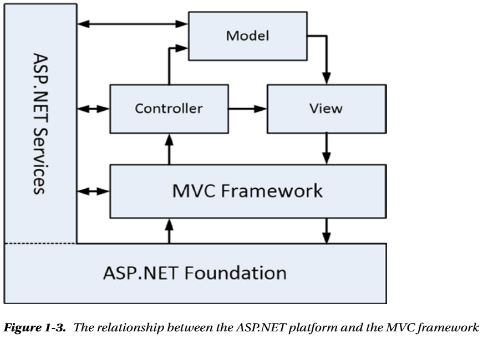 ASP.NET Services
Model
Controller
View
MVC Framework
ASP.NET Foundation
Figure 1-3. The relationship between the ASP.NET platform and the MVC framework